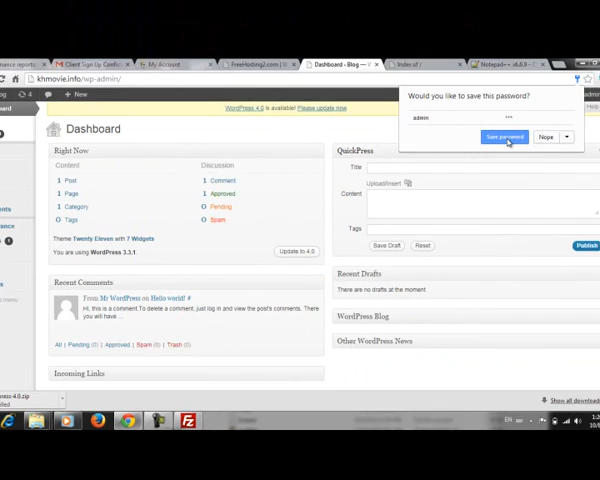 Client Sign Up Confir
My Account
FreeHosting2.com |
Dashboard ‹ Blog —
Index of /
Notepad++ v6.6.9 -
khmovie.info/wp-admin/
4
+ New
WordPress 4.0 is available! Please update now.
Would you like to save this password?
admin ***
Save password
Nope
Dashboard
Right Now
Content
Discussion
1 Post
1 Comment
1 Page
1 Approved
1 Category
0 Pending
0 Tags
0 Spam
Theme Twenty Eleven with 7 Widgets
You are using WordPress 3.3.1.
Update to 4.0
QuickPress
Title
Upload/Insert
Content
Tags
Save Draft
Reset
Publish
Recent Comments
From Mr WordPress on Hello world! #
Hi, this is a comment.To delete a comment, just log in and view the post's comments. There
you will have ...
All | Pending (0) | Approved | Spam (0) | Trash (0)
Recent Drafts
There are no drafts at the moment
WordPress Blog
Other WordPress News
Incoming Links
press-4.0.zip
Show all download
EN